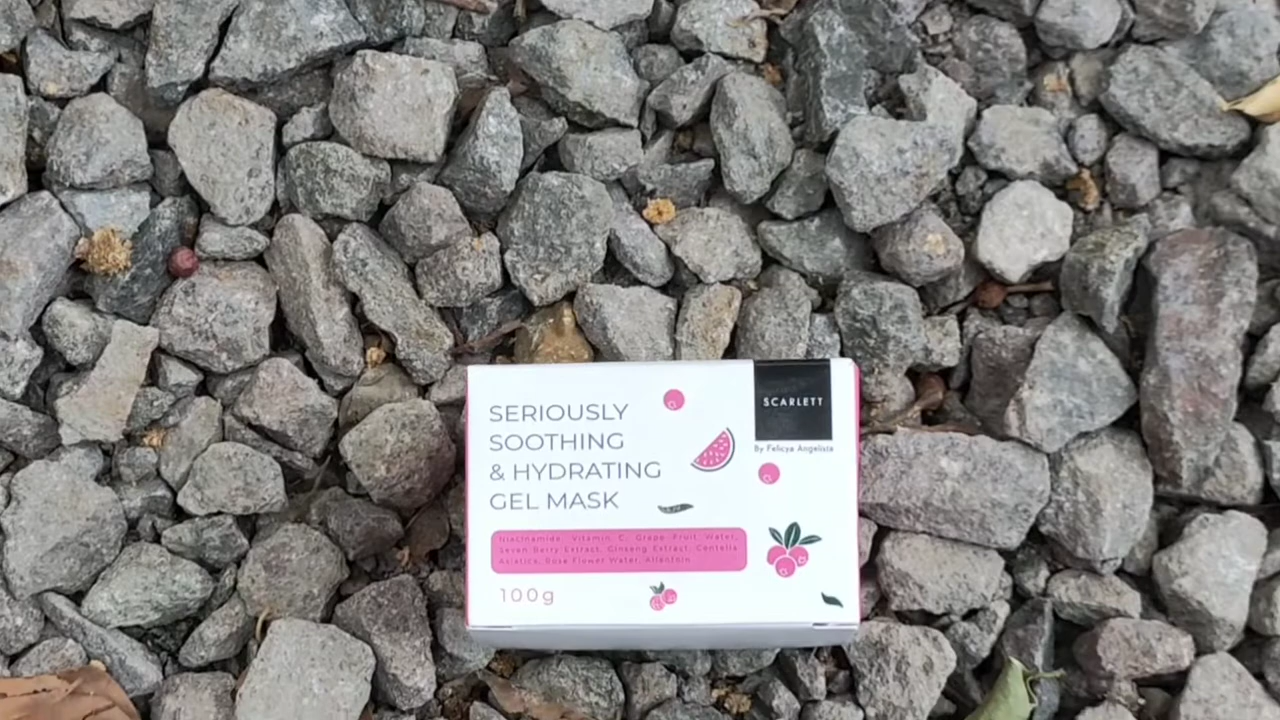 SERIOUSLY
SOOTHING
& HYDRATING
GEL MASK
SCARLETT
By Felicya Angelista
Niacinamide, Vitamin C, Grape Fruit Water,
Seven Berry Extract, Ginseng Extract, Centella
Asiatica, Rose Flower Water, Allantoin
100g